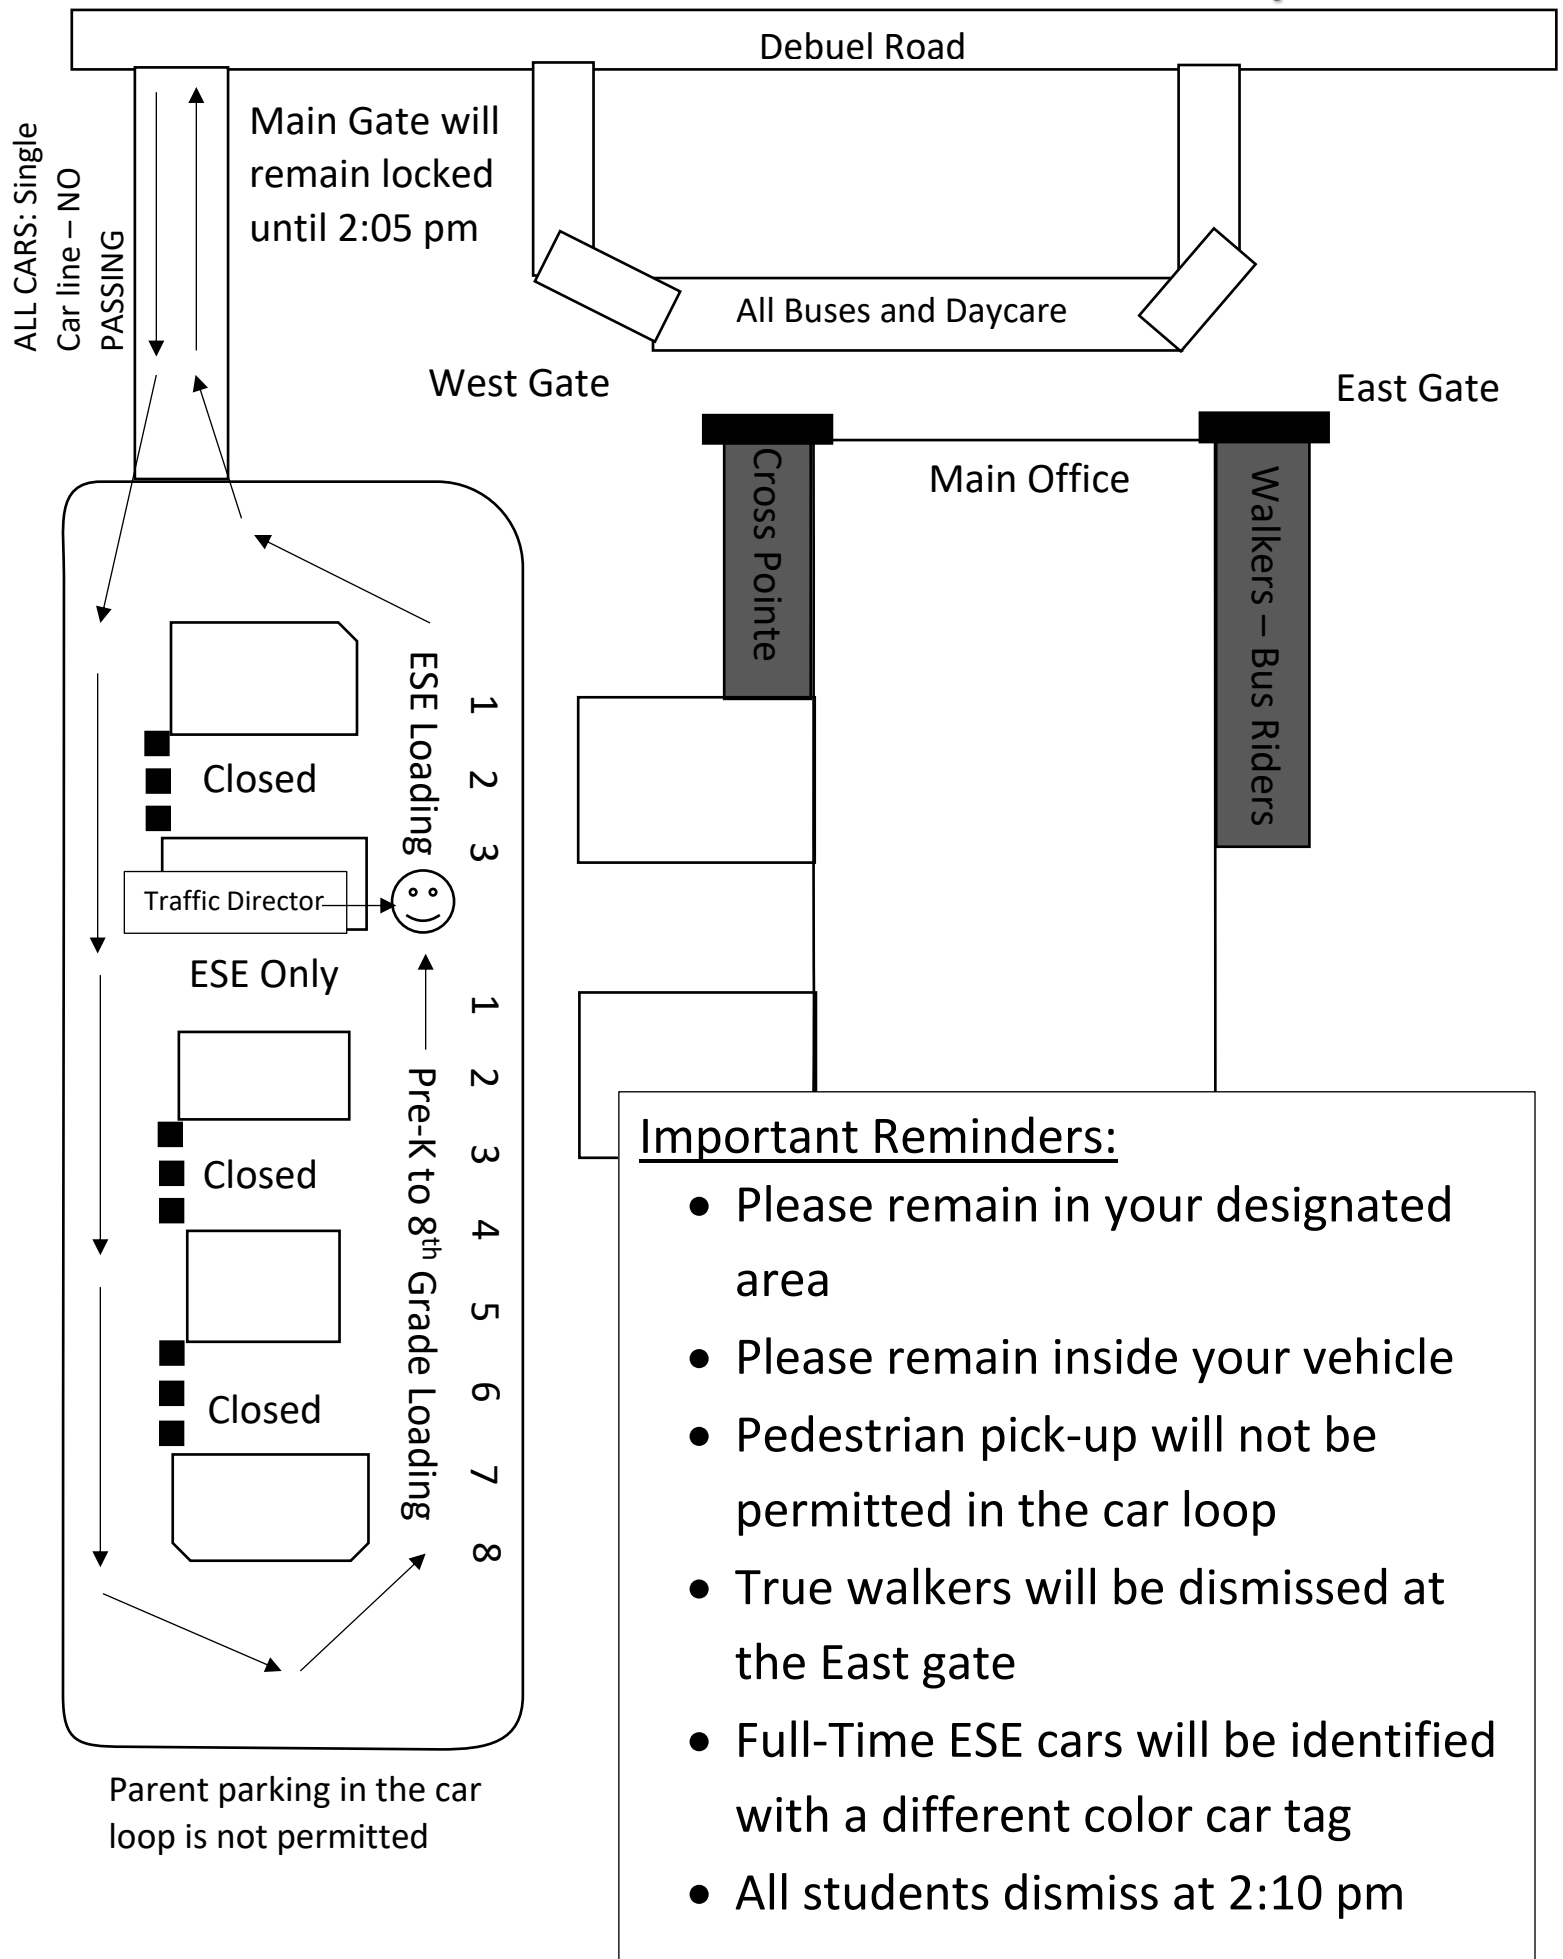 Debuel Road
ALL CARS: Single
Car line – NO
PASSING
Main Gate will
remain locked
until 2:05 pm
All Buses and Daycare
West Gate
East Gate
Main Office
Cross Pointe
Walkers – Bus Riders
ESE Loading
1
2
3
Closed
Traffic Director
ESE Only
Pre-K to 8th Grade Loading
1
2
3
4
5
6
7
8
Closed
Closed
Parent parking in the car
loop is not permitted
Important Reminders:
• Please remain in your designated
area
• Please remain inside your vehicle
• Pedestrian pick-up will not be
permitted in the car loop
• True walkers will be dismissed at
the East gate
• Full-Time ESE cars will be identified
with a different color car tag
• All students dismiss at 2:10 pm